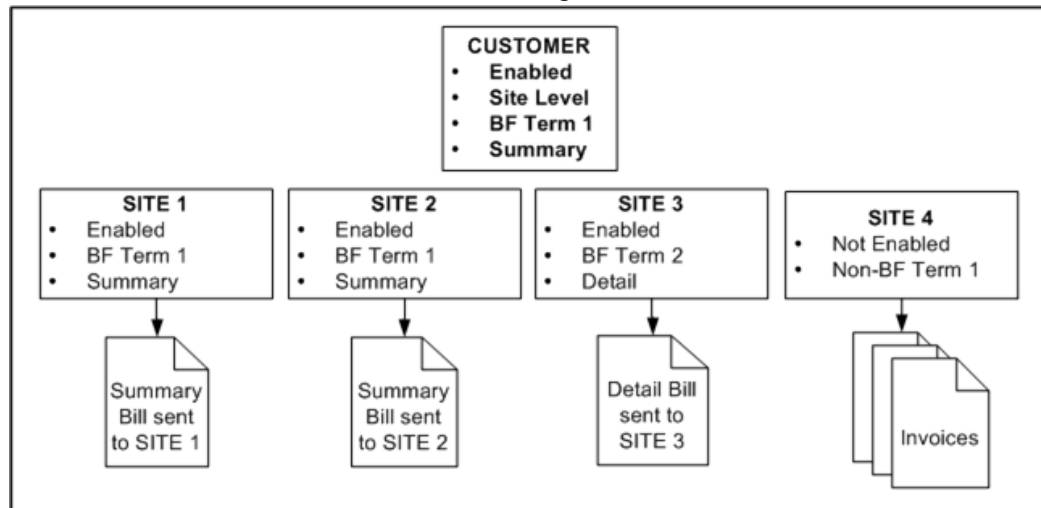 CUSTOMER
• Enabled
• Site Level
• BF Term 1
• Summary
SITE 1
• Enabled
• BF Term 1
• Summary
SITE 2
• Enabled
• BF Term 1
• Summary
SITE 3
• Enabled
• BF Term 2
• Detail
SITE 4
• Not Enabled
• Non-BF Term 1
Summary
Bill sent
to SITE 1
Summary
Bill sent
to SITE 2
Detail Bill
sent to
SITE 3
Invoices